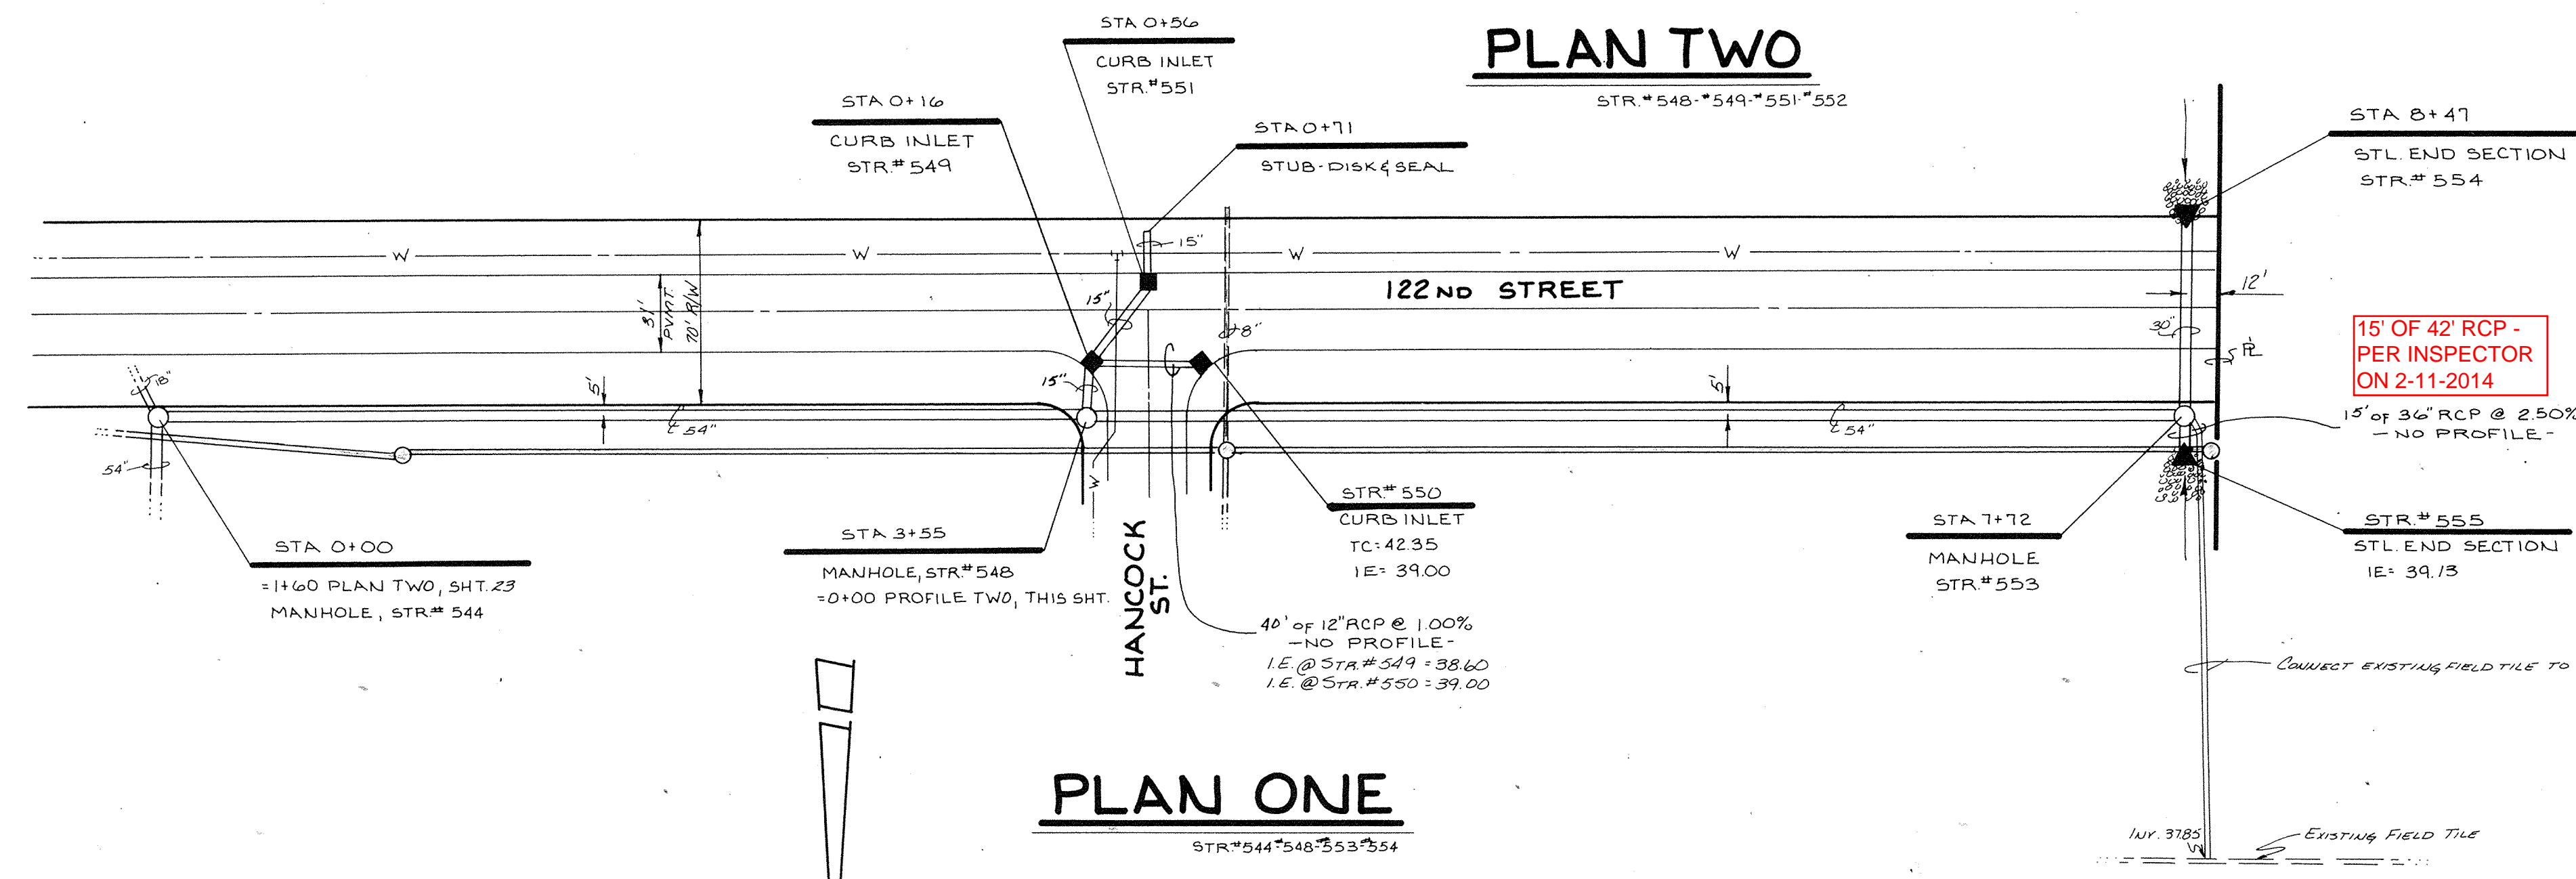 PLAN TWO
STR.#548-#549-#551-#552
STA 0+56
CURB INLET
STR.#551
STA 0+16
CURB INLET
STR.#549
STA 0+71
STUB-DISK & SEAL
STA 8+47
STL. END SECTION
STR.# 554
W
W
W
W
15"
122ND STREET
31'
PVMT.
70' R/W
15"
8"
30"
12'
PL
15' OF 42' RCP -
PER INSPECTOR
ON 2-11-2014
15' OF 36" RCP @ 2.50%
- NO PROFILE -
18"
5'
54"
15"
5'
54"
54"
W
STA 0+00
=1+60 PLAN TWO, SHT. 23
MANHOLE, STR.# 544
STA 3+55
MANHOLE, STR.#548
=0+00 PROFILE TWO, THIS SHT.
HANCOCK
ST.
STR.# 550
CURB INLET
TC=42.35
IE= 39.00
40' OF 12" RCP @ 1.00%
-NO PROFILE-
I.E. @ STR.#549 = 38.60
I.E. @ STR.#550 = 39.00
STA 7+72
MANHOLE
STR.#553
STR.# 555
STL. END SECTION
IE= 39.13
CONNECT EXISTING FIELD TILE TO
PLAN ONE
STR.#544-#548-#553-#554
INV. 37.85
EXISTING FIELD TILE